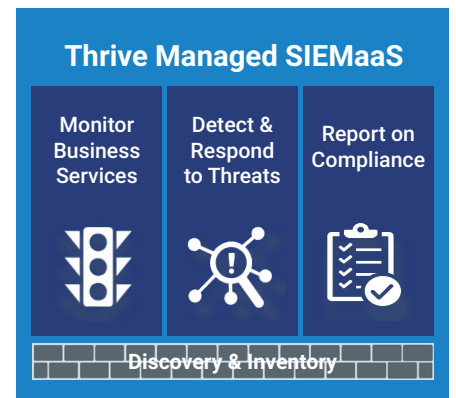 Thrive Managed SIEMaaS
Monitor
Business
Services
Detect &
Respond
to Threats
Report on
Compliance
Discovery & Inventory